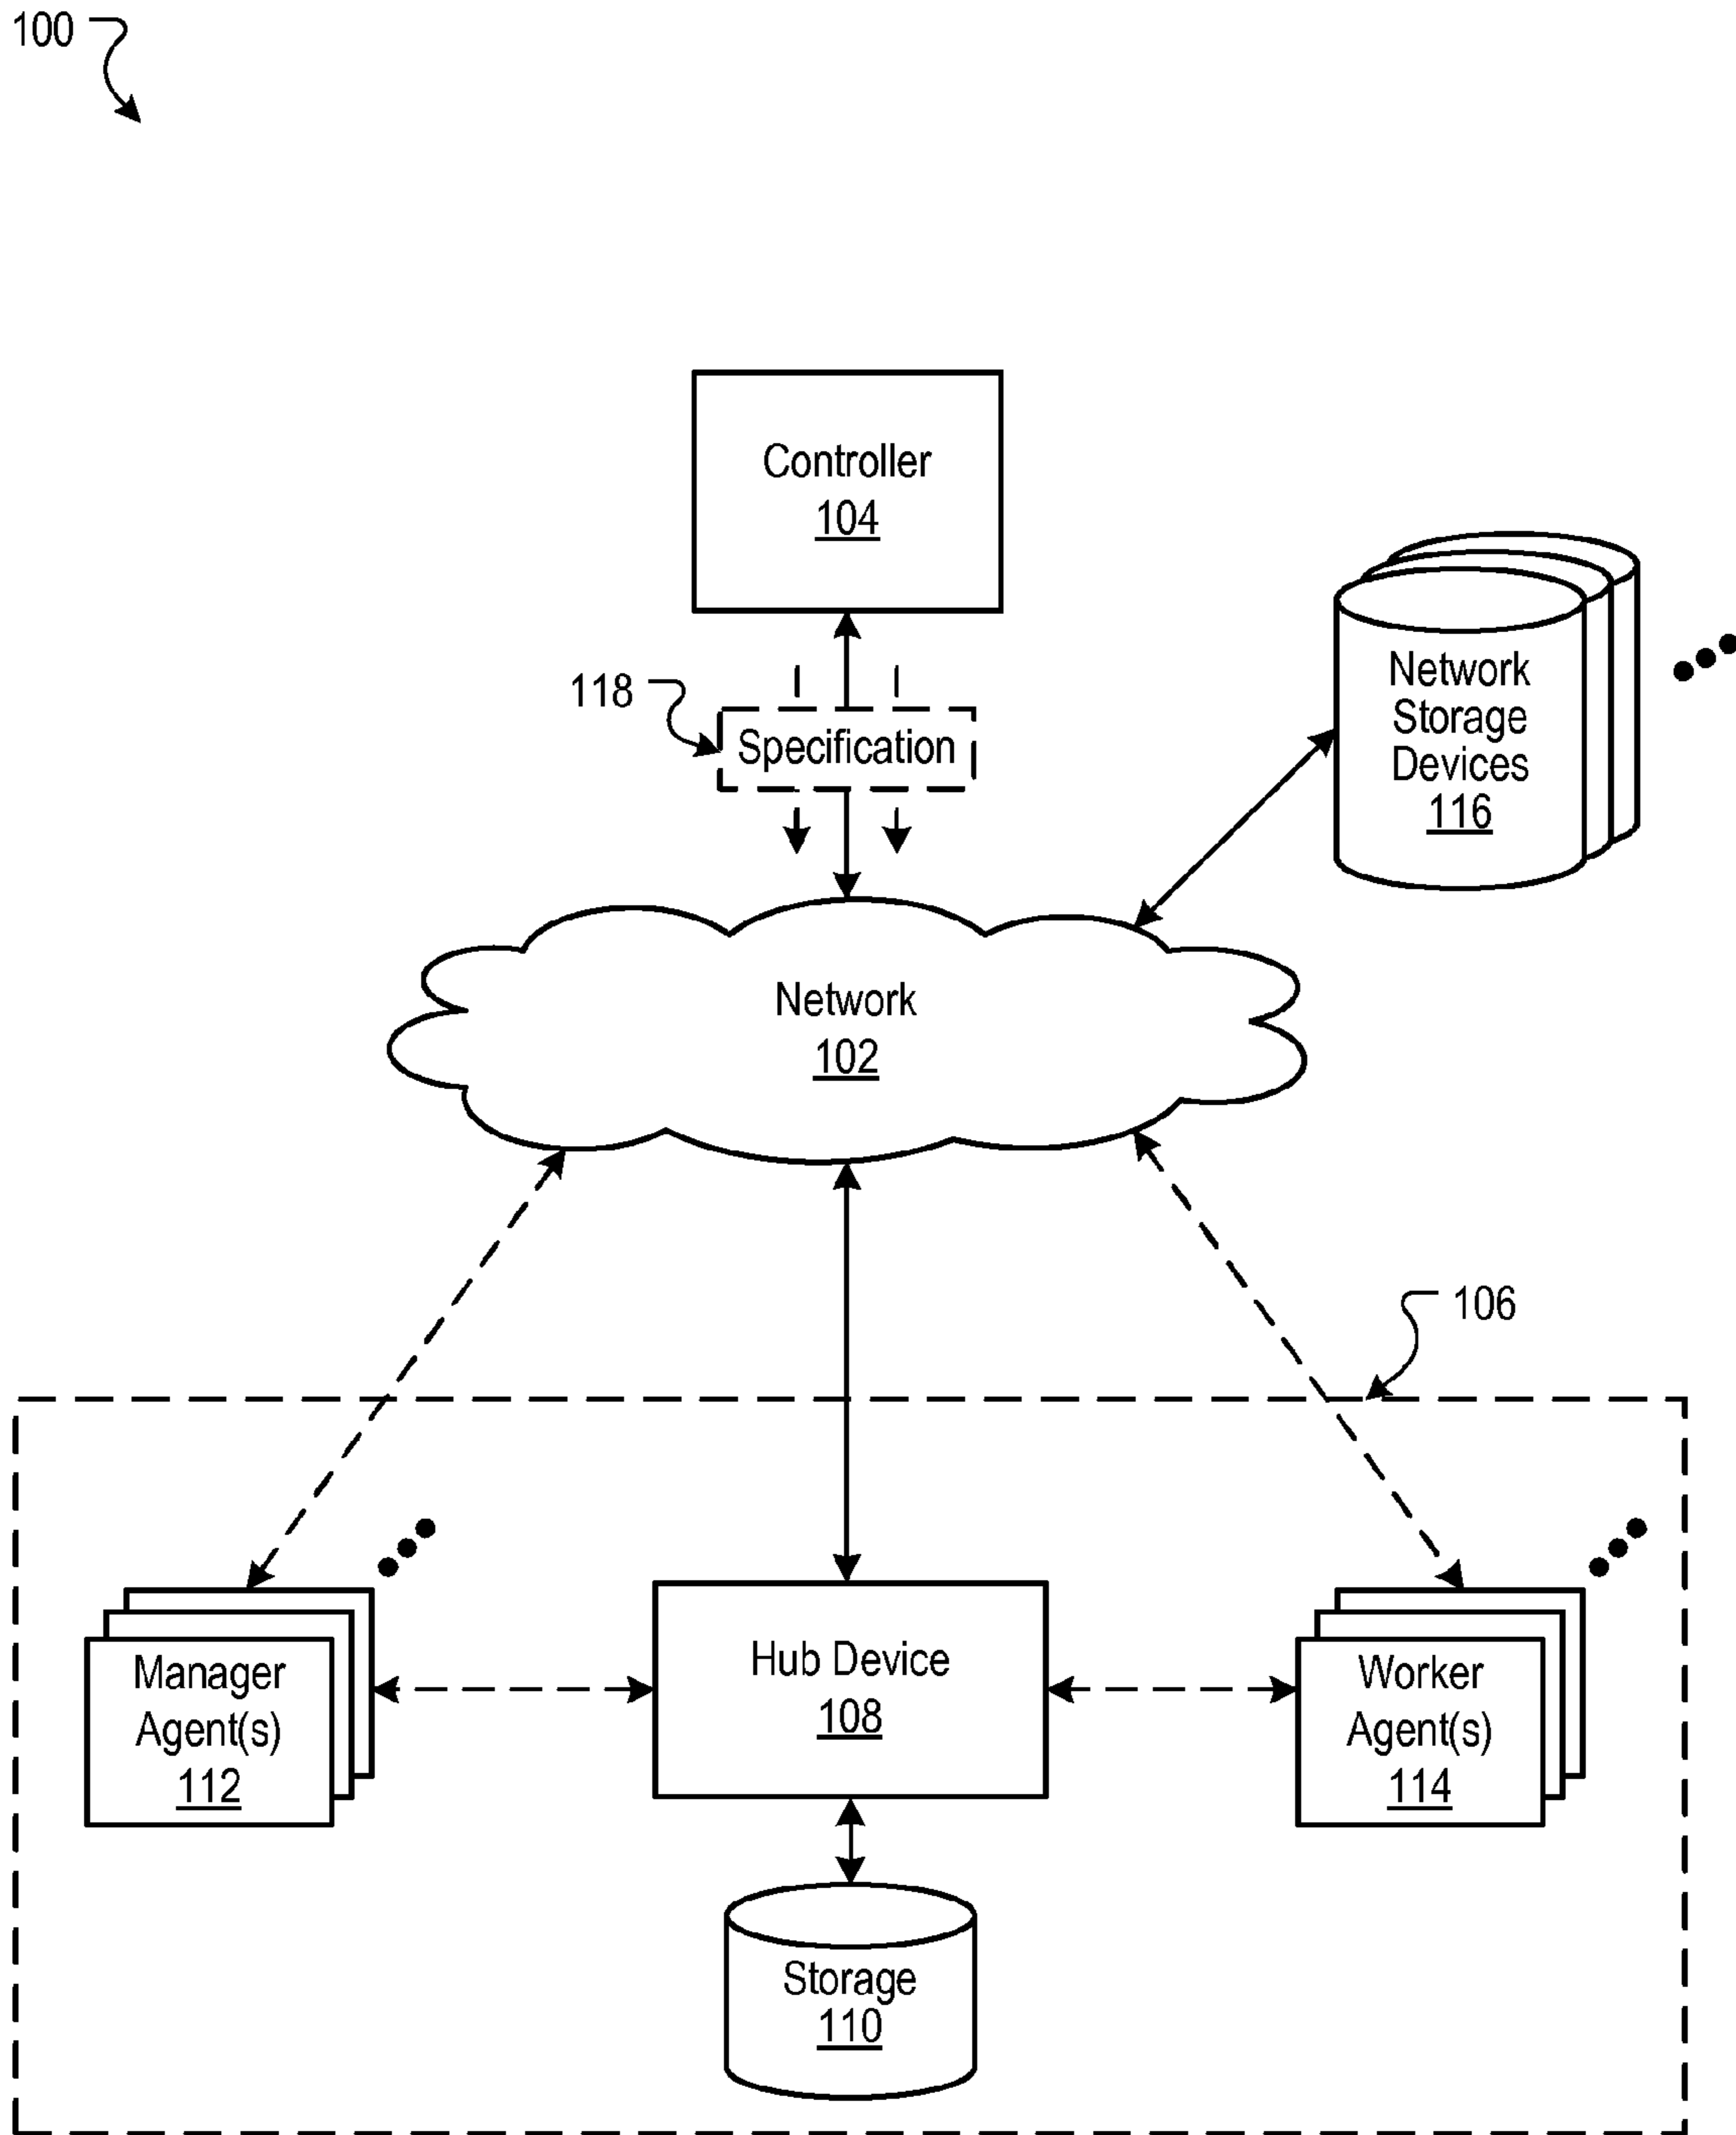 100
Controller
104
118
Specification
Network
Storage
Devices
116
Network
102
106
Manager
Agent(s)
112
Hub Device
108
Worker
Agent(s)
114
Storage
110